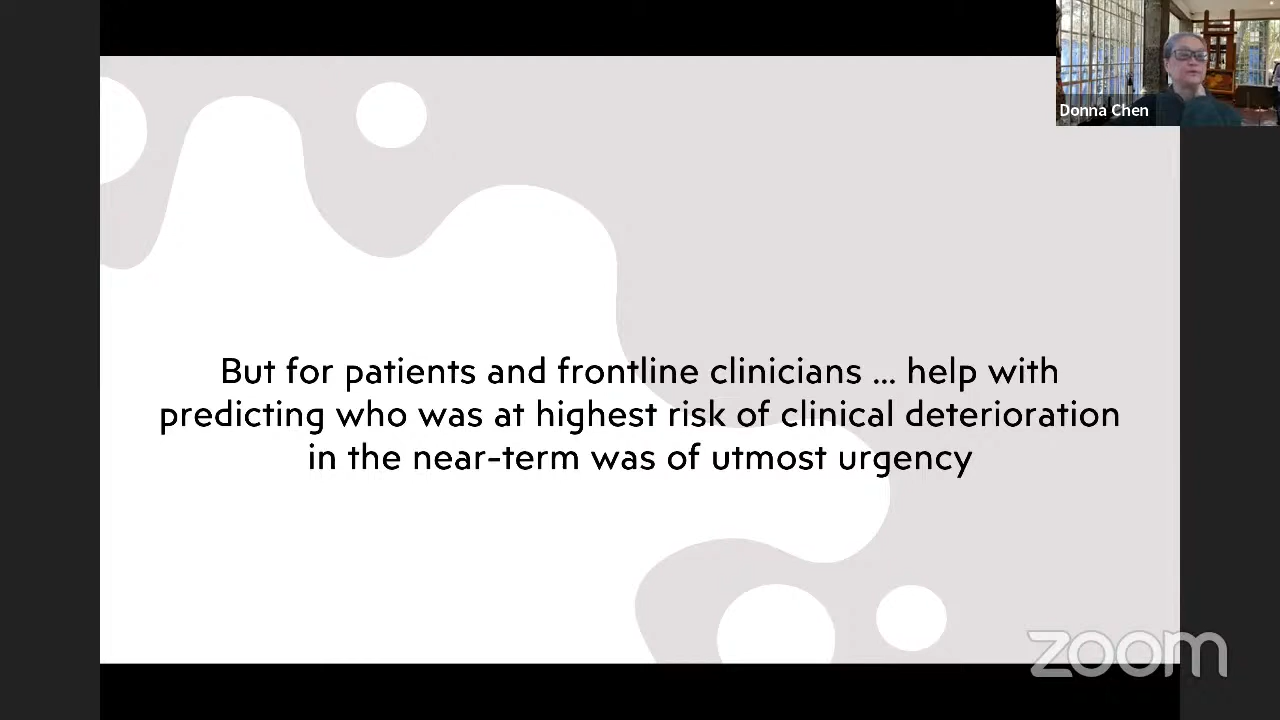 Donna Chen
But for patients and frontline clinicians ... help with
predicting who was at highest risk of clinical deterioration
in the near-term was of utmost urgency
zoom